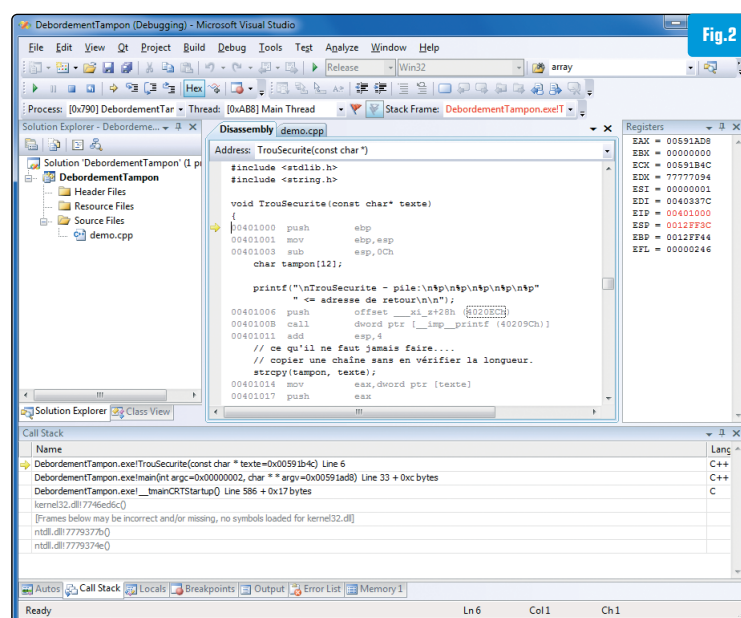 DebordementTampon (Debugging) - Microsoft Visual Studio
Fig.2
File Edit View Qt Project Build Debug Tools Test Analyze Window Help
Release Win32 array
Hex
Process: [0x790] DebordementTar Thread: [0xAB8] Main Thread Stack Frame: DebordementTampon.exe!T
Solution Explorer - Debordeme...
Solution 'DebordementTampon' (1 pr
DebordementTampon
Header Files
Resource Files
Source Files
demo.cpp
Solution Explorer Class View
Disassembly demo.cpp
Address: TrouSecurite(const char *)
#include <stdlib.h>
#include <string.h>
void TrouSecurite(const char* texte)
{
00401000 push ebp
00401001 mov ebp,esp
00401003 sub esp,0Ch
char tampon[12];
printf("\nTrouSecurite - pile:\n%p\n%p\n%p\n%p\n%p"
" <= adresse de retour\n\n");
00401006 push offset ___xi_z+28h (4020ECh)
0040100B call dword ptr [__imp__printf (40209Ch)]
00401011 add esp,4
// ce qu'il ne faut jamais faire....
// copier une chaîne sans en vérifier la longueur.
strcpy(tampon, texte);
00401014 mov eax,dword ptr [texte]
00401017 push eax
Registers
EAX = 00591AD8
EBX = 00000000
ECX = 00591B4C
EDX = 77777094
ESI = 00000001
EDI = 0040337C
EIP = 00401000
ESP = 0012FF3C
EBP = 0012FF44
EFL = 00000246
Call Stack
Name Lang
DebordementTampon.exe!TrouSecurite(const char * texte=0x00591b4c) Line 6 C++
DebordementTampon.exe!main(int argc=0x00000002, char * * argv=0x00591ad8) Line 33 + 0xc bytes C++
DebordementTampon.exe!__tmainCRTStartup() Line 586 + 0x17 bytes C
kernel32.dll!7746ed6c()
[Frames below may be incorrect and/or missing, no symbols loaded for kernel32.dll]
ntdll.dll!7779377b()
ntdll.dll!7779374e()
Autos Call Stack Locals Breakpoints Output Error List Memory 1
Ready Ln 6 Col 1 Ch 1